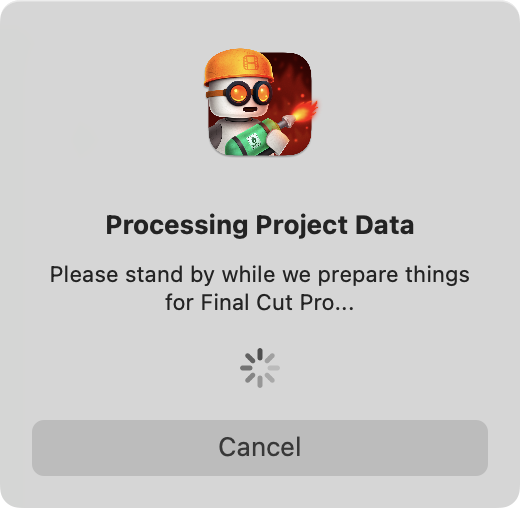 Processing Project Data
Please stand by while we prepare things
for Final Cut Pro...
Cancel